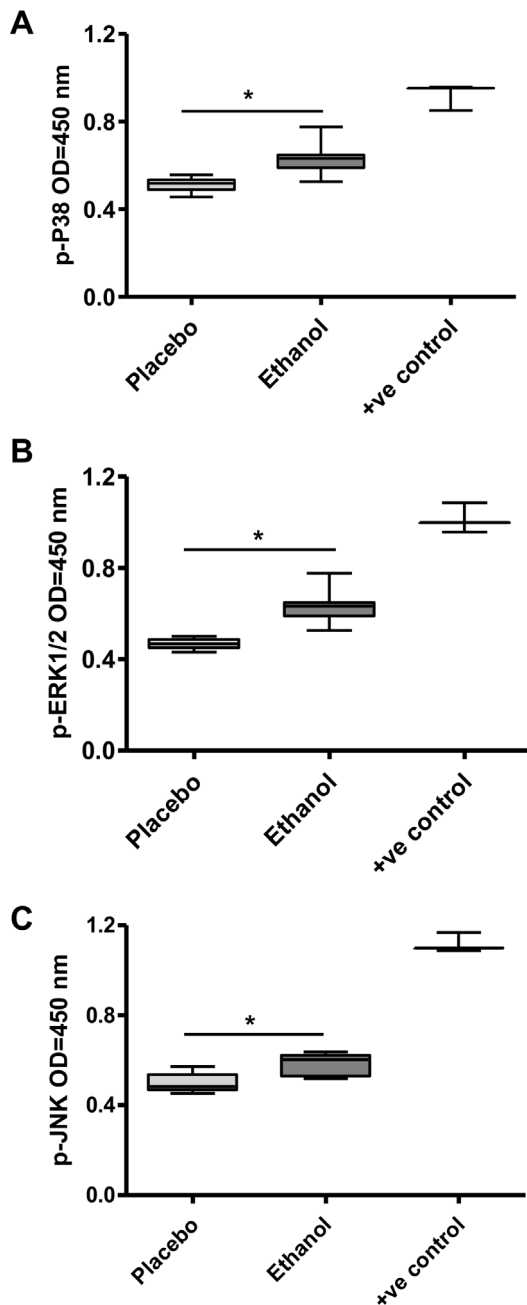 A
p-P38 OD=450 nm
1.2
0.8
0.4
0.0
*
Placebo
Ethanol
+ve control
B
p-ERK1/2 OD=450 nm
1.2
0.8
0.4
0.0
*
Placebo
Ethanol
+ve control
C
p-JNK OD=450 nm
1.2
0.8
0.4
0.0
*
Placebo
Ethanol
+ve control